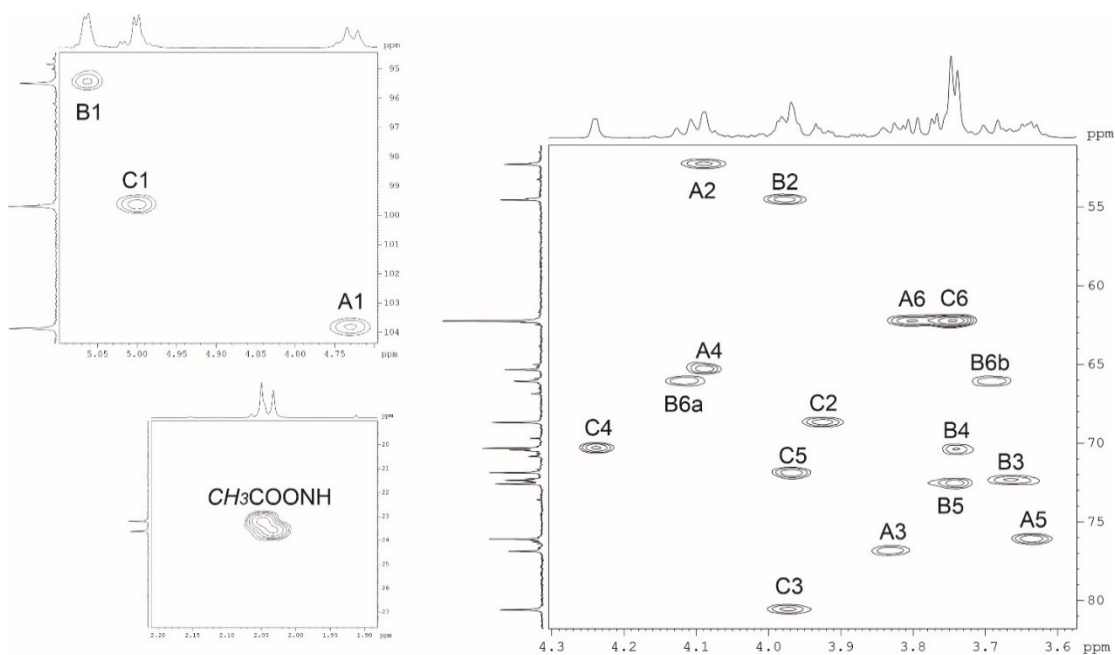 ppm
95
96
97
98
99
100
101
102
103
104
B1
C1
A1
5.05 5.00 4.95 4.90 4.85 4.80 4.75 ppm
ppm
20
21
22
23
24
25
26
27
CH3COONH
2.20 2.15 2.10 2.05 2.00 1.95 1.90 ppm
ppm
55
60
65
70
75
80
A2 B2
A6 C6
A4
B6a B6b
C4 C2
B4
C5 B3
B5
A3 A5
C3
4.3 4.2 4.1 4.0 3.9 3.8 3.7 3.6 ppm